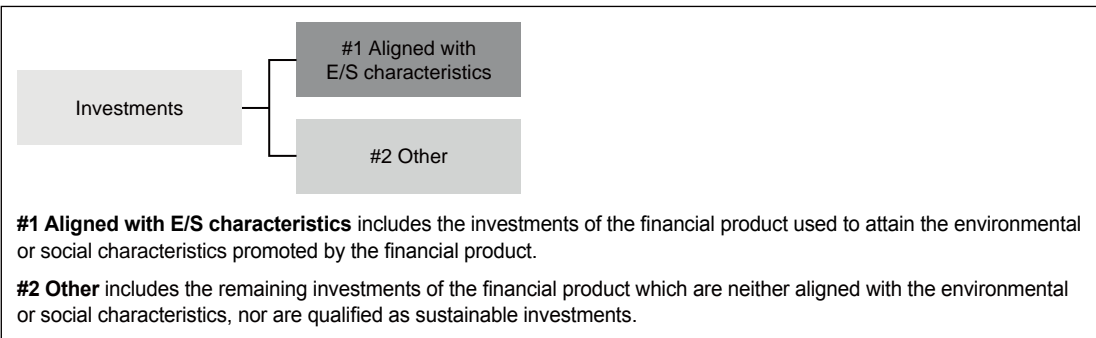 #1 Aligned with
E/S characteristics
Investments
#2 Other
#1 Aligned with E/S characteristics includes the investments of the financial product used to attain the environmental
or social characteristics promoted by the financial product.
#2 Other includes the remaining investments of the financial product which are neither aligned with the environmental
or social characteristics, nor are qualified as sustainable investments.